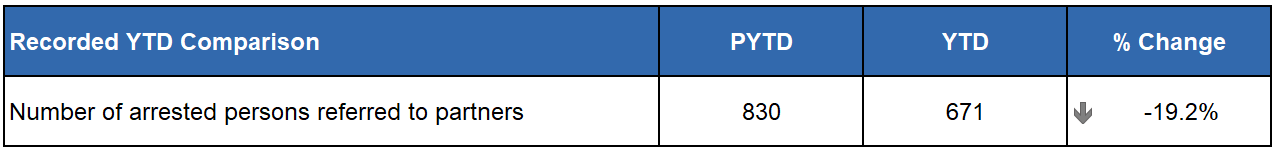 Recorded YTD Comparison PYTD YTD % Change
Number of arrested persons referred to partners 830 671 -19.2%